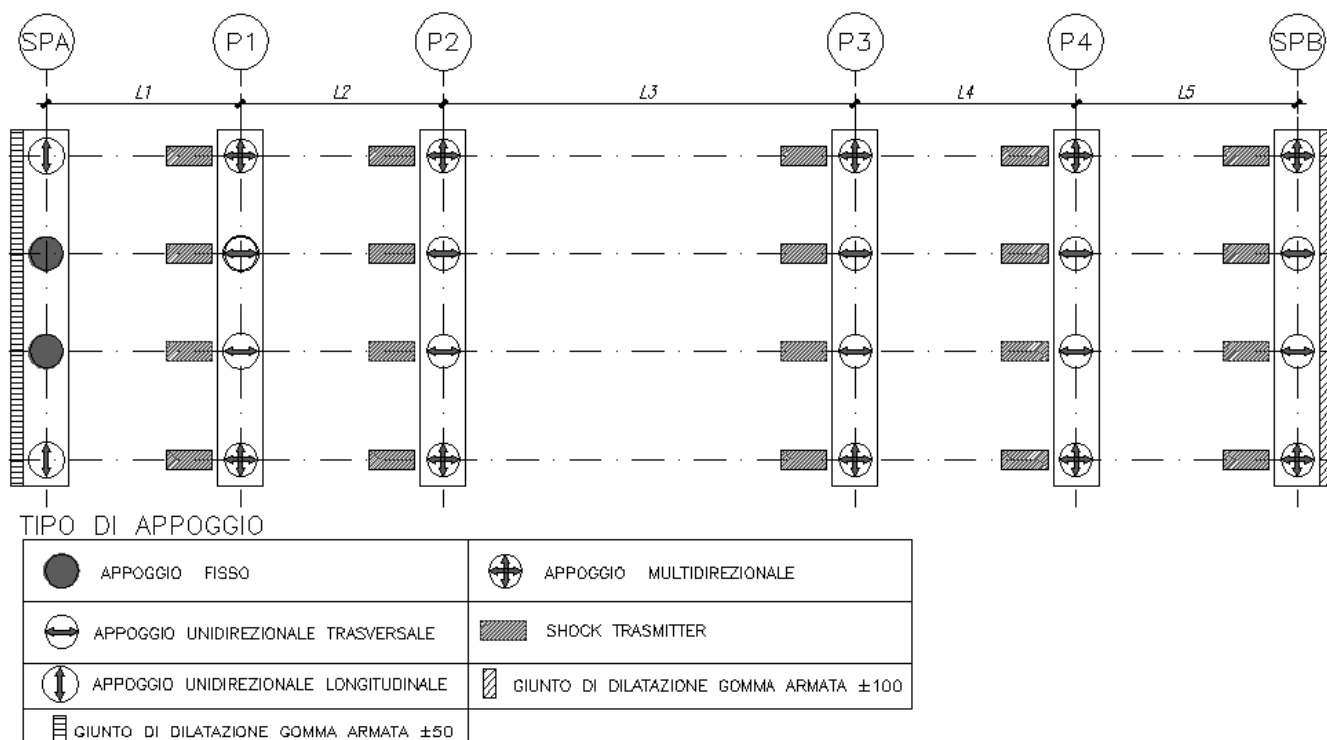 SPA P1 P2 P3 P4 SPB
L1 L2 L3 L4 L5
TIPO DI APPOGGIO
APPOGGIO FISSO
APPOGGIO MULTIDIREZIONALE
APPOGGIO UNIDIREZIONALE TRASVERSALE
SHOCK TRASMITTER
APPOGGIO UNIDIREZIONALE LONGITUDINALE
GIUNTO DI DILATAZIONE GOMMA ARMATA ±100
GIUNTO DI DILATAZIONE GOMMA ARMATA ±50